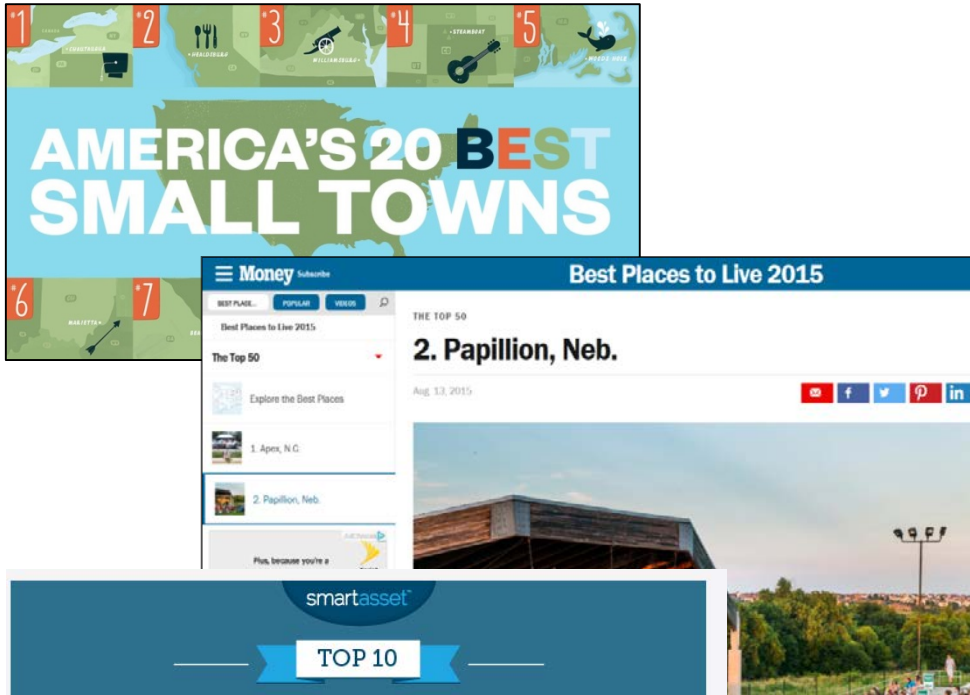 #1
CHAUTAUQUA
#2
HEALDSBURG
#3
WILLIAMSBURG
#4
STEAMBOAT
#5
WOODS HOLE
AMERICA'S 20 BEST
SMALL TOWNS
#6
MARIETTA
#7
Money Subscribe
Best Places to Live 2015
BEST PLACE...
POPULAR
VIDEOS
Best Places to Live 2015
The Top 50
Explore the Best Places
1. Apex, N.C.
2. Papillion, Neb.
Plus, because you're a
THE TOP 50
2. Papillion, Neb.
Aug. 13, 2015
f
in
smartasset
TOP 10